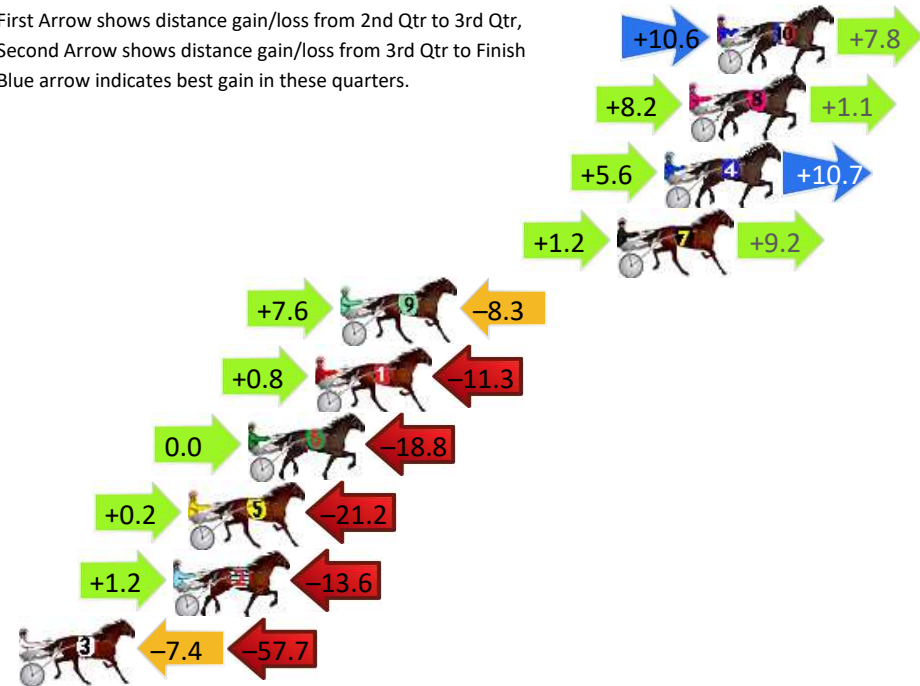 First Arrow shows distance gain/loss from 2nd Qtr to 3rd Qtr,
Second Arrow shows distance gain/loss from 3rd Qtr to Finish
Blue arrow indicates best gain in these quarters.
+10.6 10 +7.8
+8.2 8 +1.1
+5.6 4 +10.7
+1.2 7 +9.2
+7.6 9 –8.3
+0.8 1 –11.3
0.0 6 –18.8
+0.2 5 –21.2
+1.2 2 –13.6
3 –7.4 –57.7